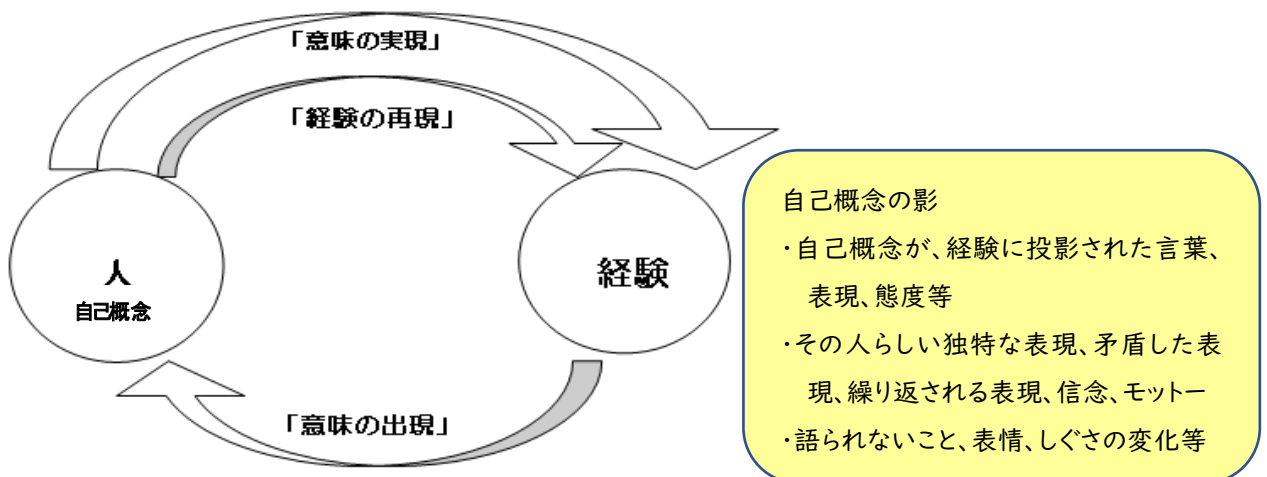 「意味の実現」
「経験の再現」
人
自己概念
経験
「意味の出現」
自己概念の影
・自己概念が、経験に投影された言葉、
表現、態度等
・その人らしい独特な表現、矛盾した表
現、繰り返される表現、信念、モットー
・語られないこと、表情、しぐさの変化等